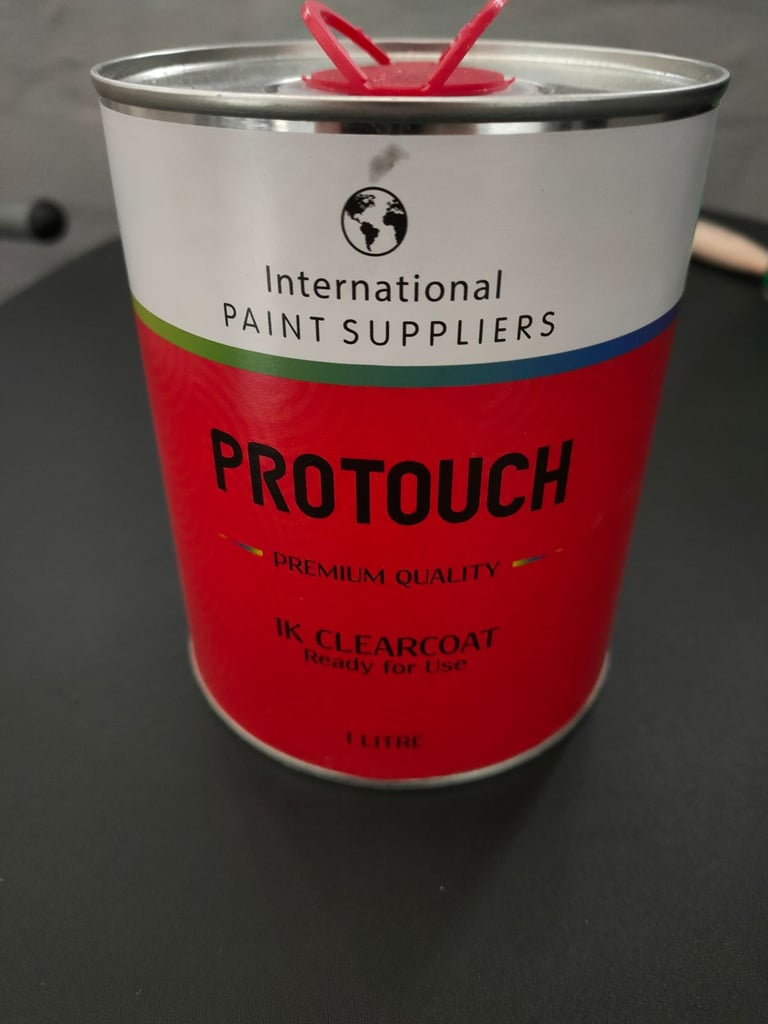 International
PAINT SUPPLIERS
PROTOUCH
PREMIUM QUALITY
1K CLEARCOAT
Ready for Use
1 LITRE